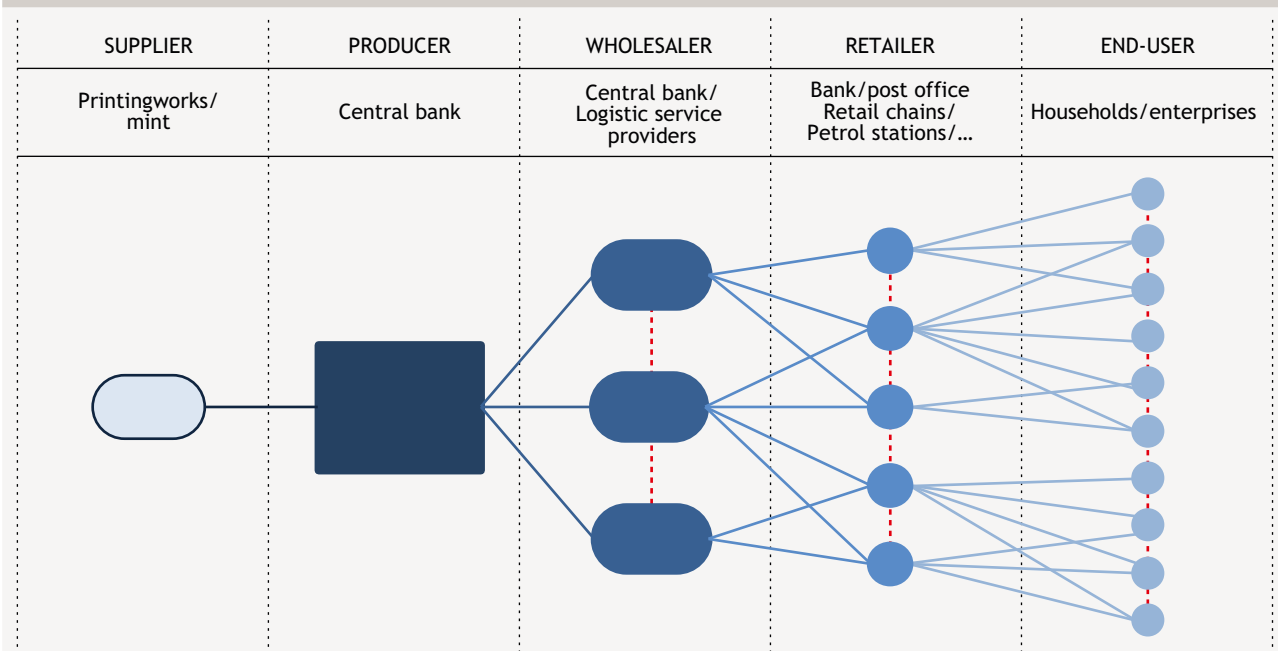 SUPPLIER
PRODUCER
WHOLESALER
RETAILER
END-USER
Printingworks/
mint
Central bank
Central bank/
Logistic service
providers
Bank/post office
Retail chains/
Petrol stations/...
Households/enterprises